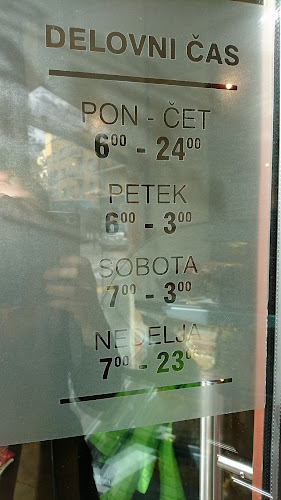 DELOVNI ČAS
PON - ČET
6⁰⁰ - 24⁰⁰
PETEK
6⁰⁰ - 3⁰⁰
SOBOTA
7⁰⁰ - 3⁰⁰
NEDELJA
7⁰⁰ - 23⁰⁰